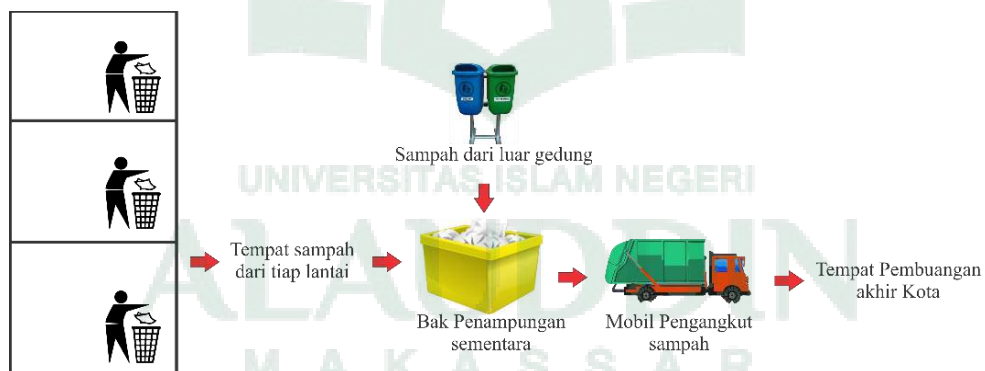 Sampah dari luar gedung
UNIVERSITAS ISLAM NEGERI
ALAUDDIN
Tempat sampah
dari tiap lantai
Bak Penampungan
sementara
Mobil Pengangkut
sampah
Tempat Pembuangan
akhir Kota
MAKASSAR